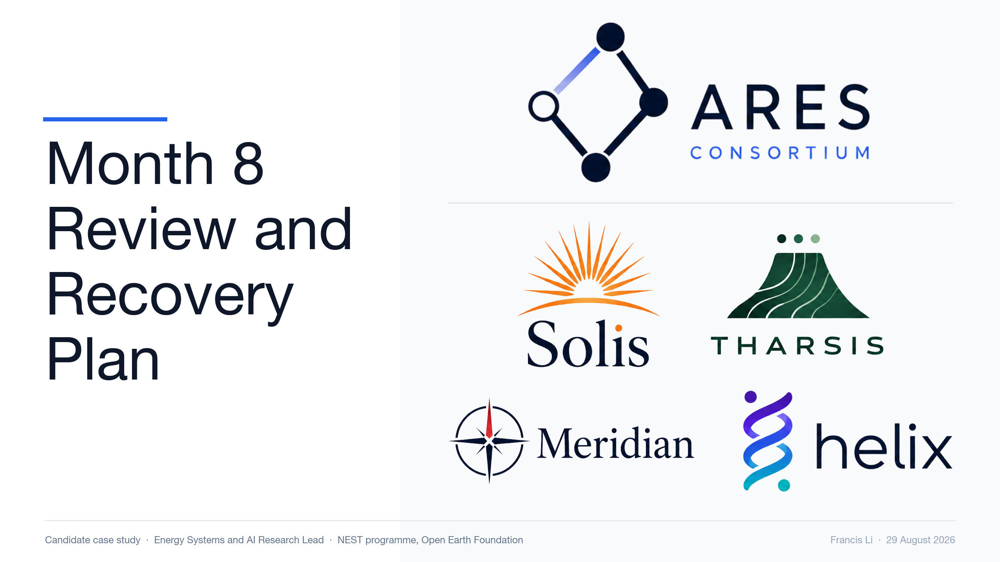 Month 8
Review and
Recovery
Plan
ARES
CONSORTIUM
Solis
THARSIS
Meridian
helix
Candidate case study · Energy Systems and AI Research Lead · NEST programme, Open Earth Foundation
Francis Li · 29 August 2026